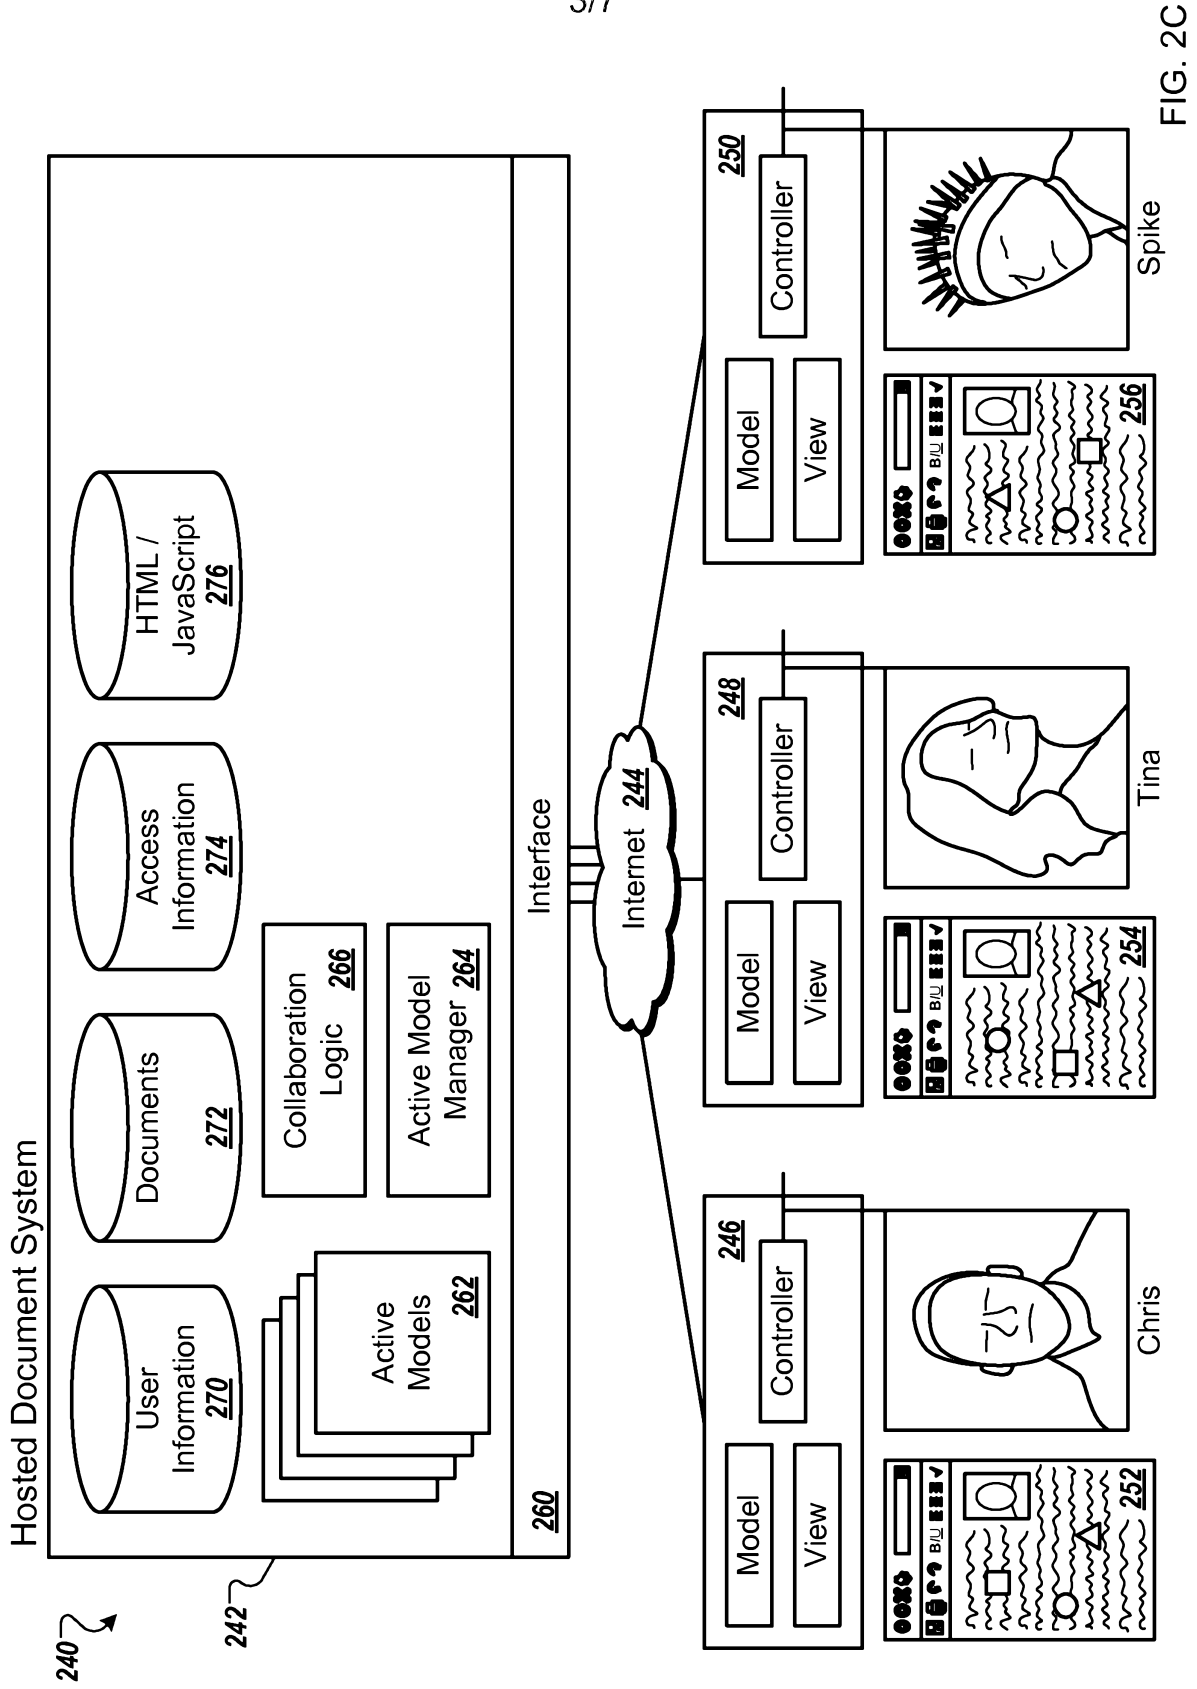 3/7
240
Hosted Document System
242
User
Information
270
Documents
272
Access
Information
274
HTML /
JavaScript
276
Active
Models
262
Collaboration
Logic
266
Active Model
Manager
264
260
Interface
Internet
244
246
Model
View
Controller
248
Model
View
Controller
250
Model
View
Controller
B/U
252
Chris
B/U
254
Tina
B/U
256
Spike
FIG. 2C